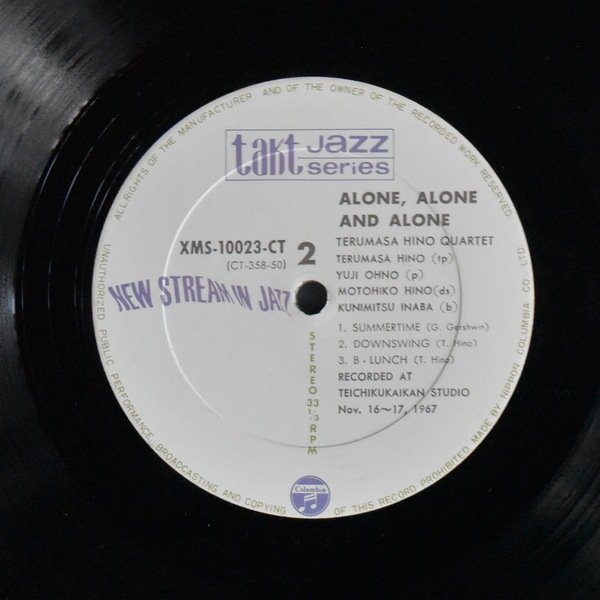 ALL-RIGHTS OF THE MANUFACTURER AND OF THE OWNER OF THE RECORDED WORK RESERVED
UNAUTHORIZED PUBLIC PERFORMANCE, BROADCASTING AND COPYING OF THIS RECORD PROHIBITED MADE BY NIPPON COLUMBIA CO LTD
takt jazz
series
ALONE, ALONE
AND ALONE
XMS-10023-CT 2
(CT-358-50)
NEW STREAM IN JAZZ
TERUMASA HINO QUARTET
TERUMASA HINO (tp)
YUJI OHNO (p)
MOTOHIKO HINO(ds)
KUNIMITSU INABA (b)
1. SUMMERTIME (G. Gershwin)
2. DOWNSWING (T. Hino)
3. B - LUNCH (T. Hino)
RECORDED AT
TEICHIKUKAIKAN STUDIO
Nov. 16~17, 1967
STEREO 33 1/3 RPM
Columbia